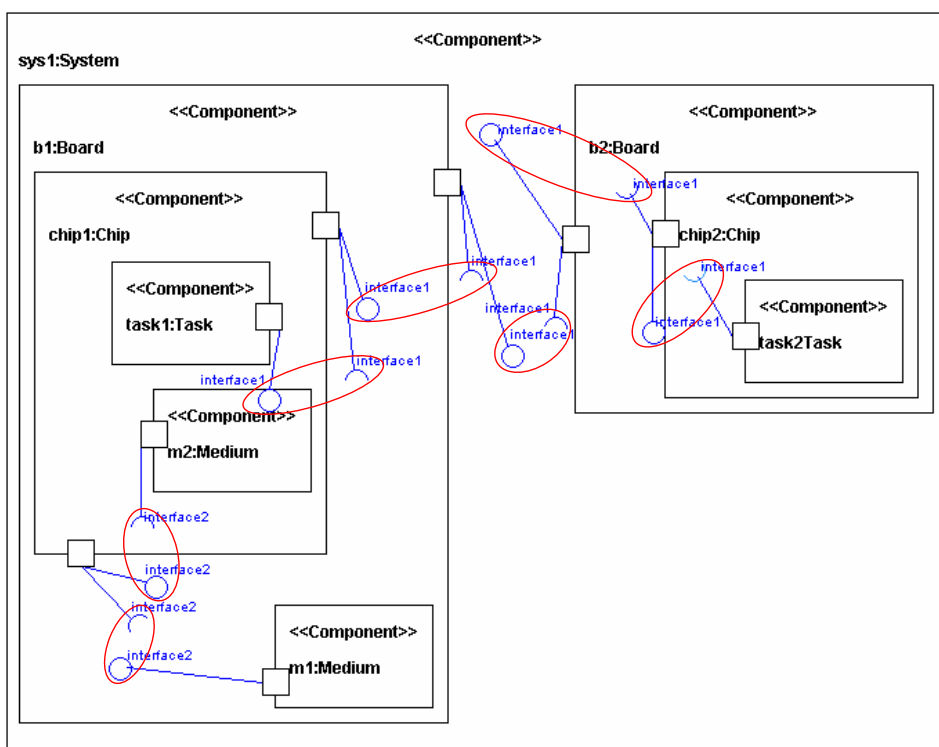 <<Component>>
sys1:System
<<Component>>
b1:Board
<<Component>>
chip1:Chip
<<Component>>
task1:Task
interface1
<<Component>>
m2:Medium
interface2
interface2
interface2
interface2
<<Component>>
m1:Medium
interface1
interface1
interface1
interface1
interface1
interface1
<<Component>>
b2:Board
interface1
<<Component>>
chip2:Chip
interface1
interface1
<<Component>>
task2Task